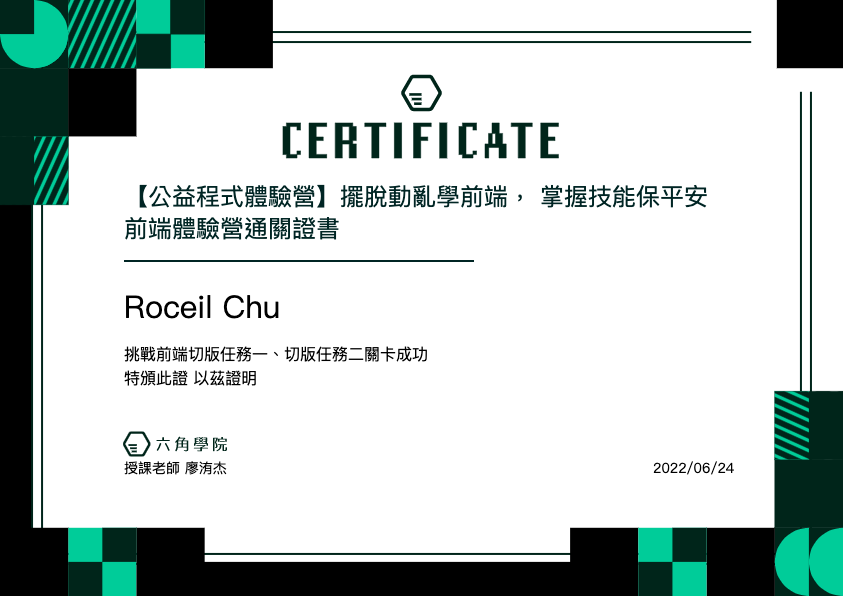 CERTIFICATE
【公益程式體驗營】擺脫動亂學前端， 掌握技能保平安
前端體驗營通關證書
Roceil Chu
挑戰前端切版任務一、切版任務二關卡成功
特頒此證 以茲證明
六角學院
授課老師 廖洧杰
2022/06/24